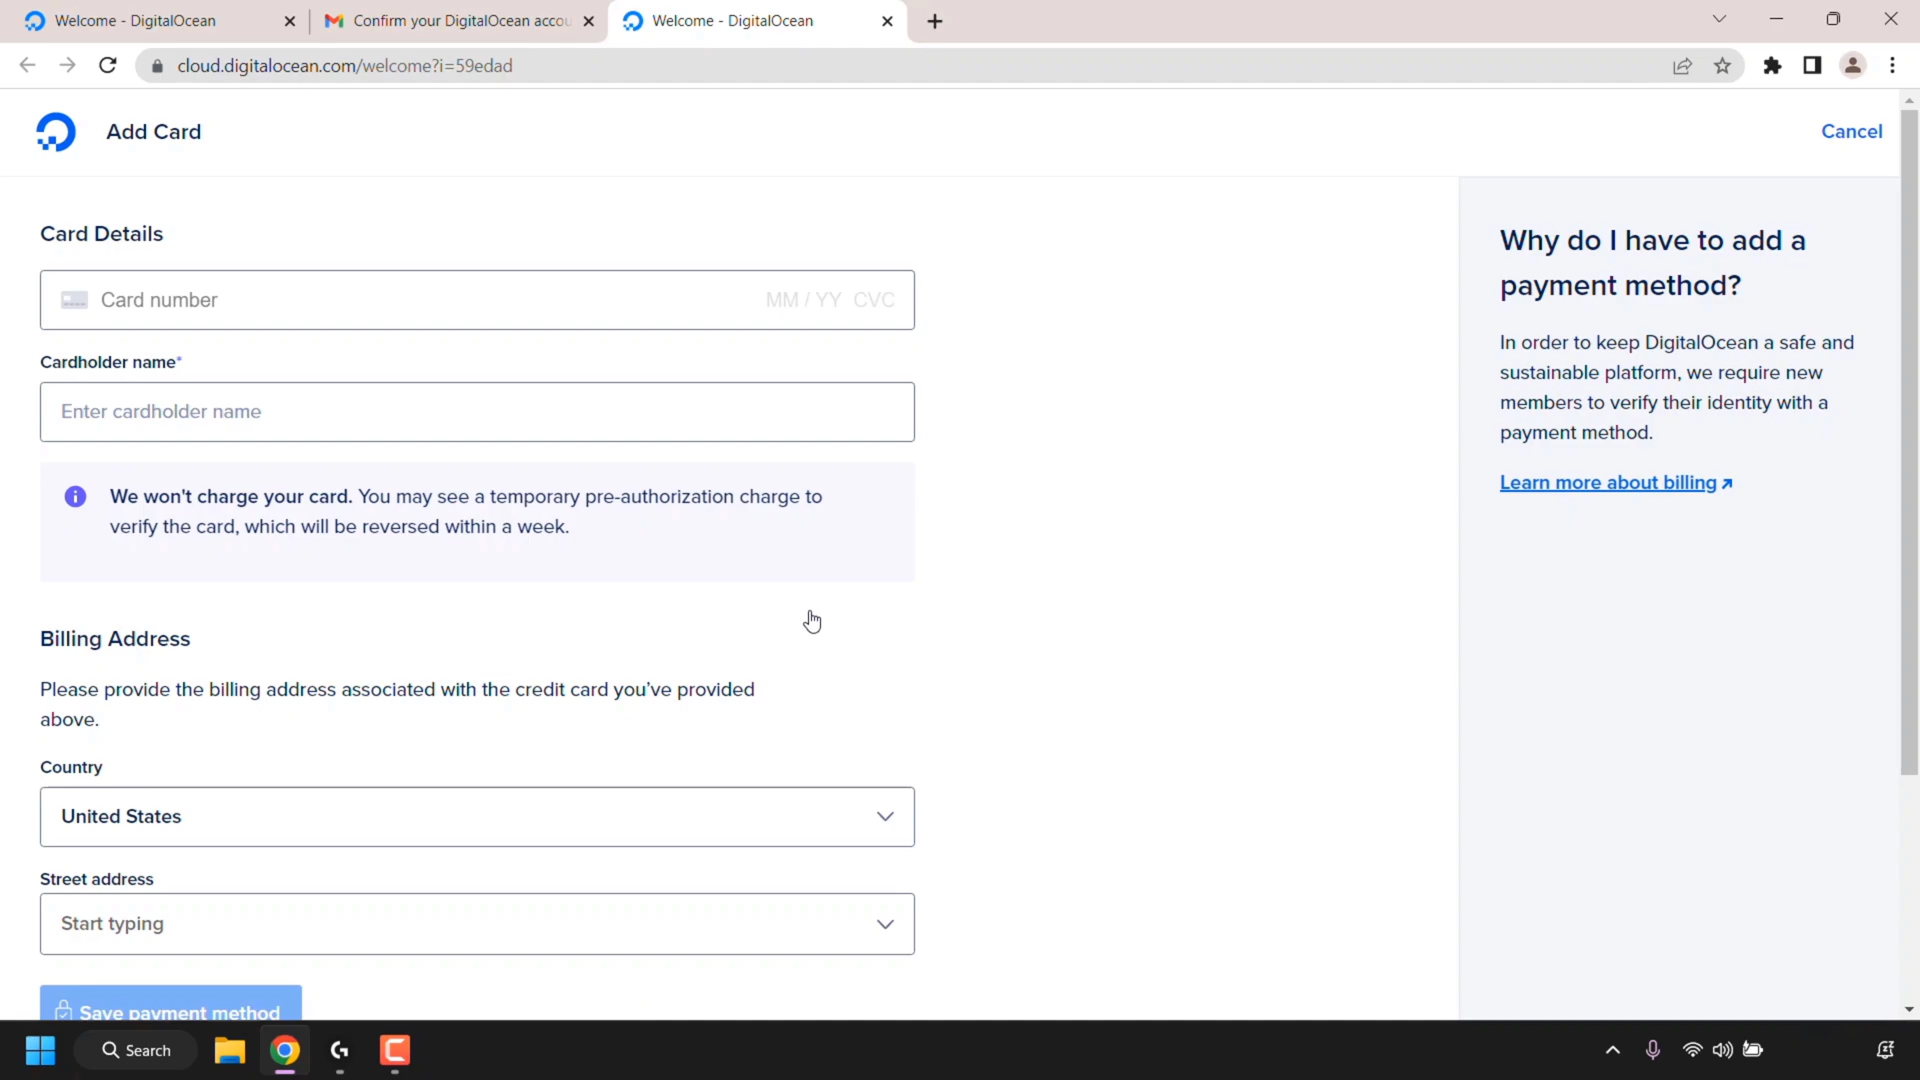 Welcome - DigitalOcean
Confirm your DigitalOcean accou
Welcome - DigitalOcean
cloud.digitalocean.com/welcome?i=59edad
Add Card
Cancel
Card Details
Card number
MM / YY CVC
Cardholder name*
Enter cardholder name
We won't charge your card. You may see a temporary pre-authorization charge to
verify the card, which will be reversed within a week.
Billing Address
Please provide the billing address associated with the credit card you've provided
above.
Country
United States
Street address
Start typing
Save payment method
Why do I have to add a
payment method?
In order to keep DigitalOcean a safe and
sustainable platform, we require new
members to verify their identity with a
payment method.
Learn more about billing
Search